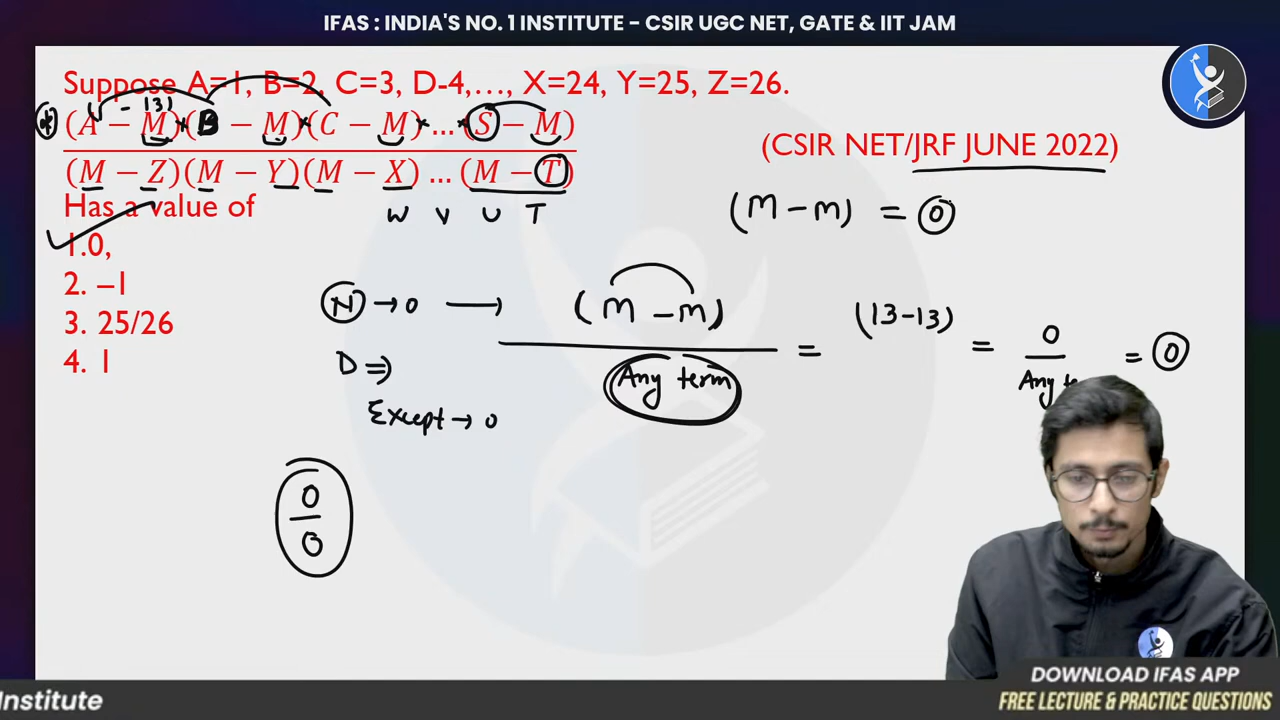 IFAS : INDIA'S NO. 1 INSTITUTE - CSIR UGC NET, GATE & IIT JAM
Suppose A=1, B=2, C=3, D-4,…, X=24, Y=25, Z=26.
1 - 13)
(A − M)*(B − M)*(C − M)*...*(S − M)
(M − Z)(M − Y)(M − X) ... (M − T)
(CSIR NET/JRF JUNE 2022)
Has a value of
W V U T
(M - M) = 0
1.0,
2. –1
3. 25/26
4. 1
N → 0 → (M - M)
Any term
= (13-13) = 0
= 0
D ⇒
Except → 0
0
0
DOWNLOAD IFAS APP
FREE LECTURE & PRACTICE QUESTIONS
Institute